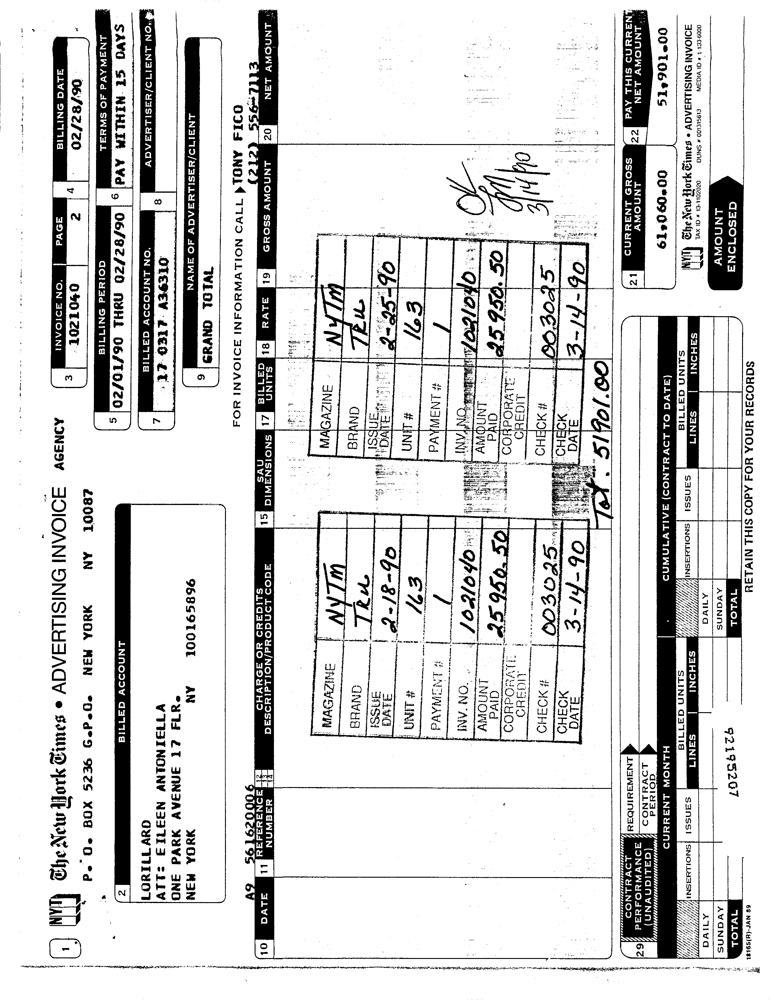 1 NYT The New York Times • ADVERTISING INVOICE AGENCY
P. O. BOX 5236 G.P.O. NEW YORK NY 10087
3 INVOICE NO. 1021040 PAGE 2 4 BILLING DATE 02/28/90
5 BILLING PERIOD 02/01/90 THRU 02/28/90 6 TERMS OF PAYMENT PAY WITHIN 15 DAYS
7 BILLED ACCOUNT NO. 17 0317 A36310 8 ADVERTISER/CLIENT NO.
9 NAME OF ADVERTISER/CLIENT
GRAND TOTAL
2 BILLED ACCOUNT
LORILLARD
ATT: EILEEN ANTONIELLA
ONE PARK AVENUE 17 FLR.
NEW YORK NY 100165896
FOR INVOICE INFORMATION CALL TONY FICO
(212) 556-7113
A9 561620006
10 DATE 11 REFERENCE NUMBER CHARGE OR CREDITS DESCRIPTION/PRODUCT CODE 15 SAU DIMENSIONS 17 BILLED UNITS 18 RATE 19 GROSS AMOUNT 20 NET AMOUNT
MAGAZINE NYTM
BRAND TRU
ISSUE DATE 2-18-90
UNIT # 163
PAYMENT # 1
INV. NO. 1021040
AMOUNT PAID 25950.50
CORPORATE CREDIT
CHECK # 003025
CHECK DATE 3-14-90
MAGAZINE NYTM
BRAND TRU
ISSUE DATE 2-25-90
UNIT # 163
PAYMENT # 1
INV. NO. 1021040
AMOUNT PAID 25950.50
CORPORATE CREDIT
CHECK # 003025
CHECK DATE 3-14-90
OK
3/14/90
Tot. 51901.00
21 CURRENT GROSS AMOUNT 61,060.00
22 PAY THIS CURRENT NET AMOUNT 51,901.00
NYT The New York Times • ADVERTISING INVOICE
AMOUNT ENCLOSED
29 CONTRACT PERFORMANCE (UNAUDITED) REQUIREMENT
CONTRACT PERIOD
CURRENT MONTH CUMULATIVE (CONTRACT TO DATE)
INSERTIONS ISSUES BILLED UNITS LINES INCHES INSERTIONS ISSUES BILLED UNITS LINES INCHES
DAILY DAILY
SUNDAY SUNDAY
TOTAL TOTAL
92195207
18165(R)-JAN 89
RETAIN THIS COPY FOR YOUR RECORDS